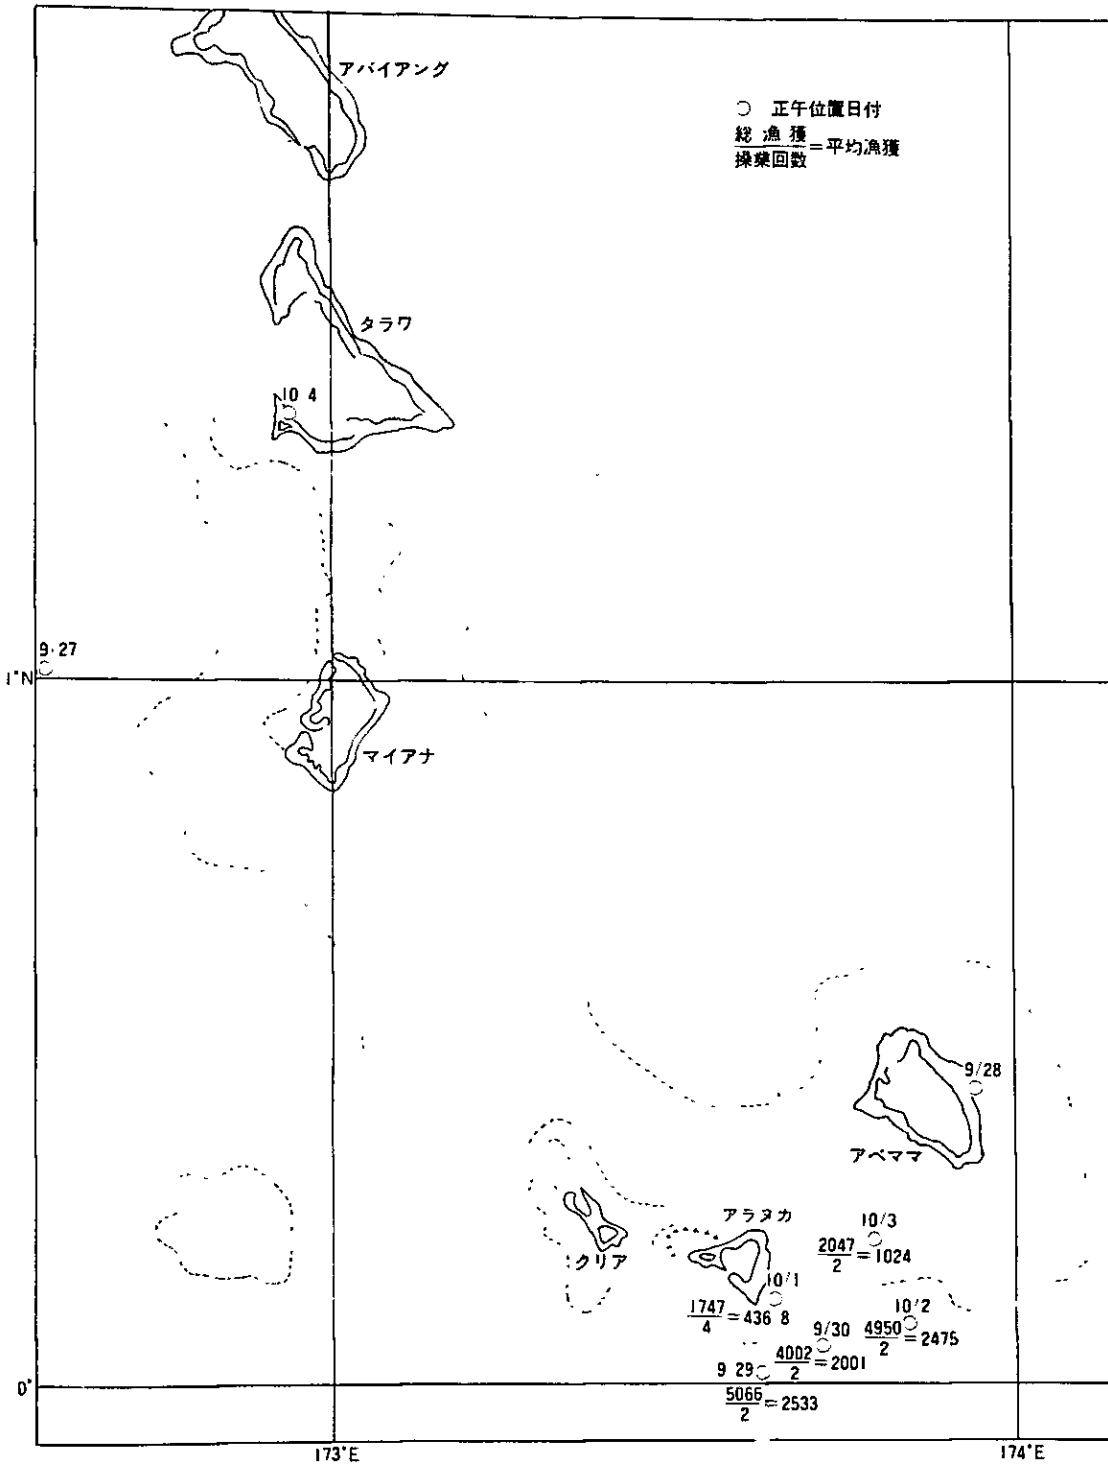 アバイアング
○ 正午位置日付
総漁獲
操業回数
=平均漁獲
タラワ
10 4
9・27
1°N
マイアナ
9/28
アベママ
アラヌカ
10/3
2047/2=1024
クリア
10/1
1747/4=436 8
10/2
4950/2=2475
9/30
4002/2=2001
9 29
0°
5066/2=2533
173°E
174°E